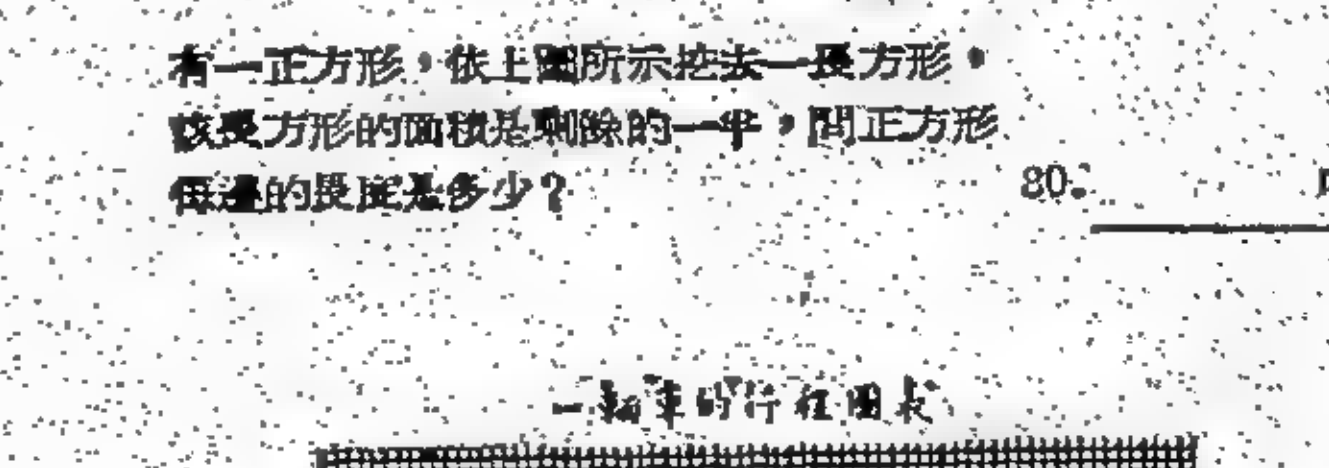 有一正方形，依上圖所示挖去一長方形，
該長方形的面積是剩餘的一半，問正方形
每邊的長度是多少？
80.
一輛車的行程圖表